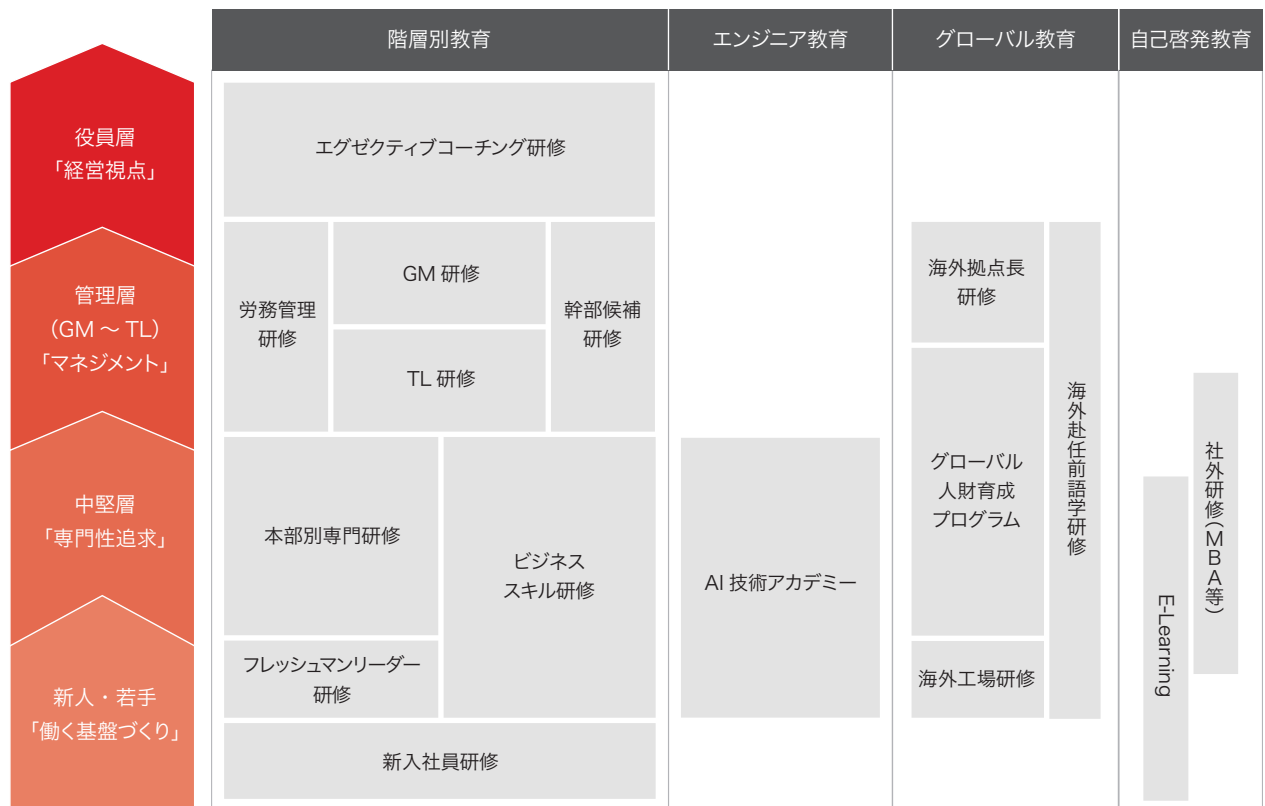 階層別教育
エンジニア教育
グローバル教育
自己啓発教育
役員層
「経営視点」
管理層
(GM ～ TL)
「マネジメント」
中堅層
「専門性追求」
新人・若手
「働く基盤づくり」
エグゼクティブコーチング研修
労務管理
研修
GM 研修
TL 研修
幹部候補
研修
本部別専門研修
ビジネス
スキル研修
フレッシュマンリーダー
研修
新入社員研修
AI 技術アカデミー
海外拠点長
研修
グローバル
人財育成
プログラム
海外工場研修
海外赴任前語学研修
E-Learning
社外研修(MBA等)